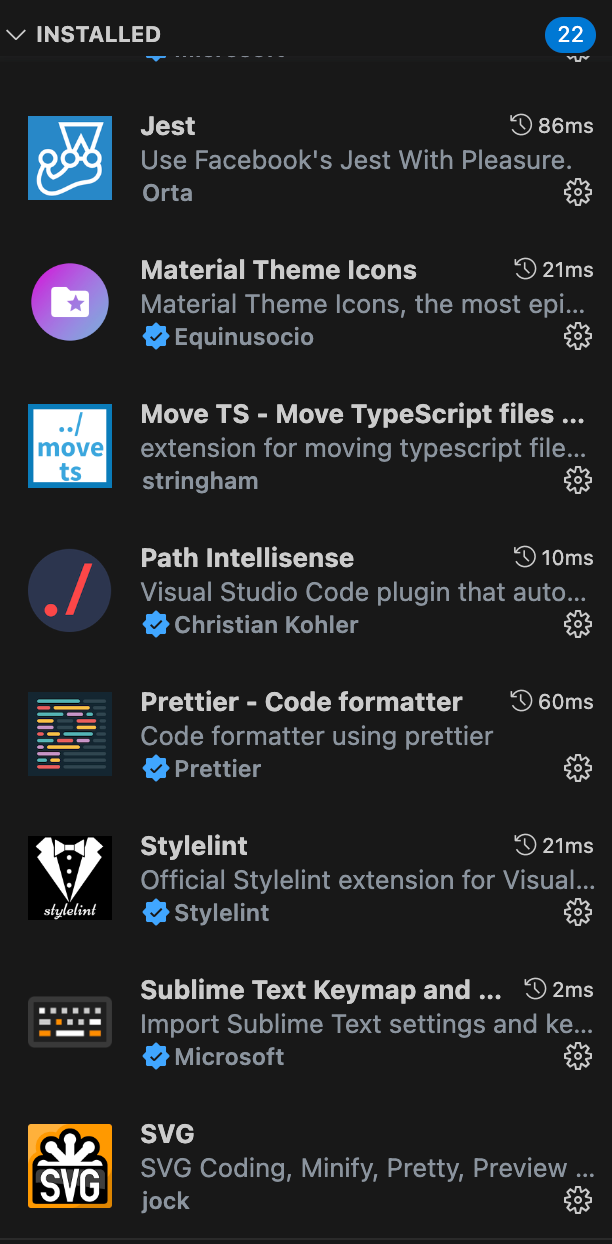 INSTALLED
22
Jest
86ms
Use Facebook's Jest With Pleasure.
Orta
Material Theme Icons
21ms
Material Theme Icons, the most epi...
Equinusocio
../
move
ts
Move TS - Move TypeScript files ...
extension for moving typescript file...
stringham
./
Path Intellisense
10ms
Visual Studio Code plugin that auto...
Christian Kohler
Prettier - Code formatter
60ms
Code formatter using prettier
Prettier
stylelint
Stylelint
21ms
Official Stylelint extension for Visual...
Stylelint
Sublime Text Keymap and ...
2ms
Import Sublime Text settings and ke...
Microsoft
SVG
SVG
SVG Coding, Minify, Pretty, Preview ...
jock